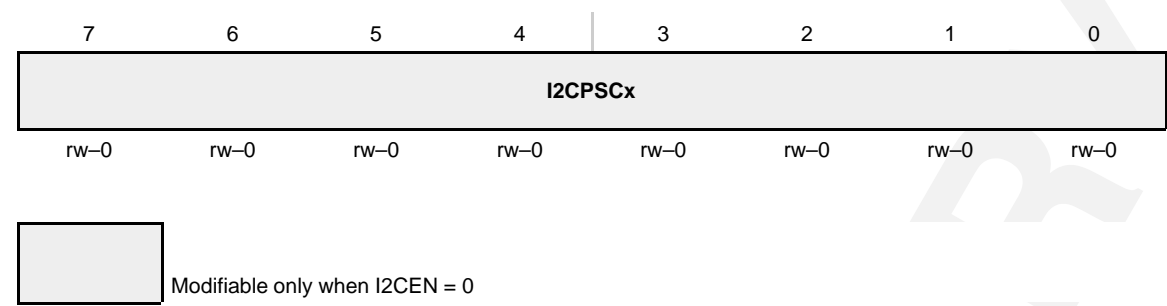 7 6 5 4 3 2 1 0
I2CPSCx
rw–0 rw–0 rw–0 rw–0 rw–0 rw–0 rw–0 rw–0
Modifiable only when I2CEN = 0